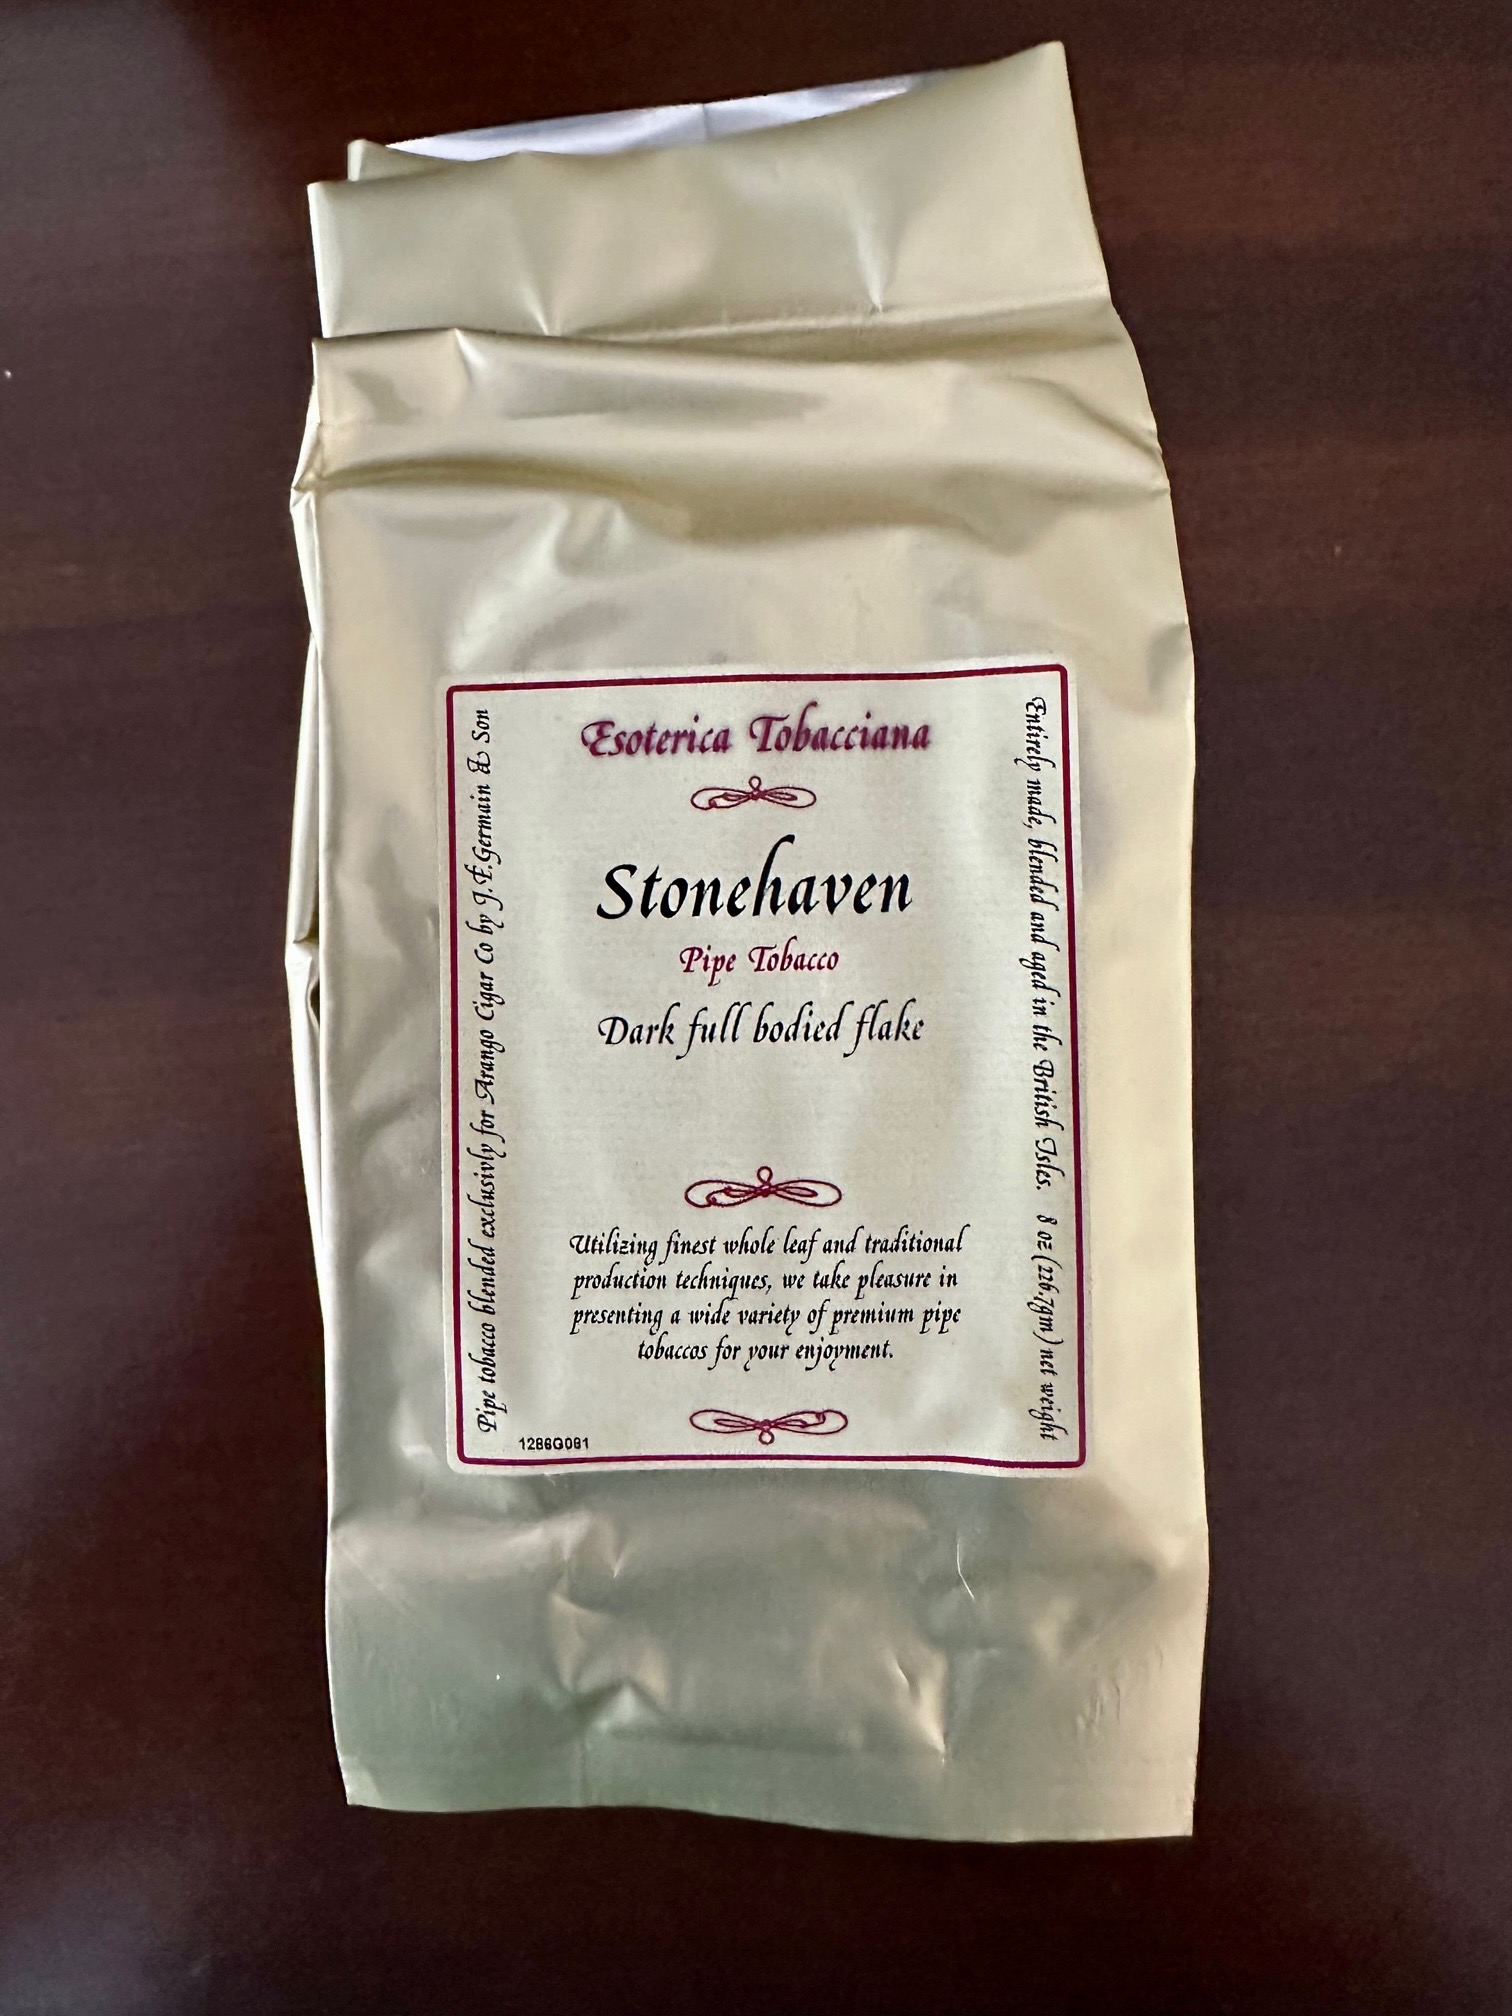 Esoterica Tobacciana
Stonehaven
Pipe Tobacco
Dark full bodied flake
Utilizing finest whole leaf and traditional
production techniques, we take pleasure in
presenting a wide variety of premium pipe
tobaccos for your enjoyment.
Pipe tobacco blended exclusivly for Arango Cigar Co by J.F.Germain & Son
Entirely made, blended and aged in the British Isles. 8 oz (226.7gm) net weight
1286G081